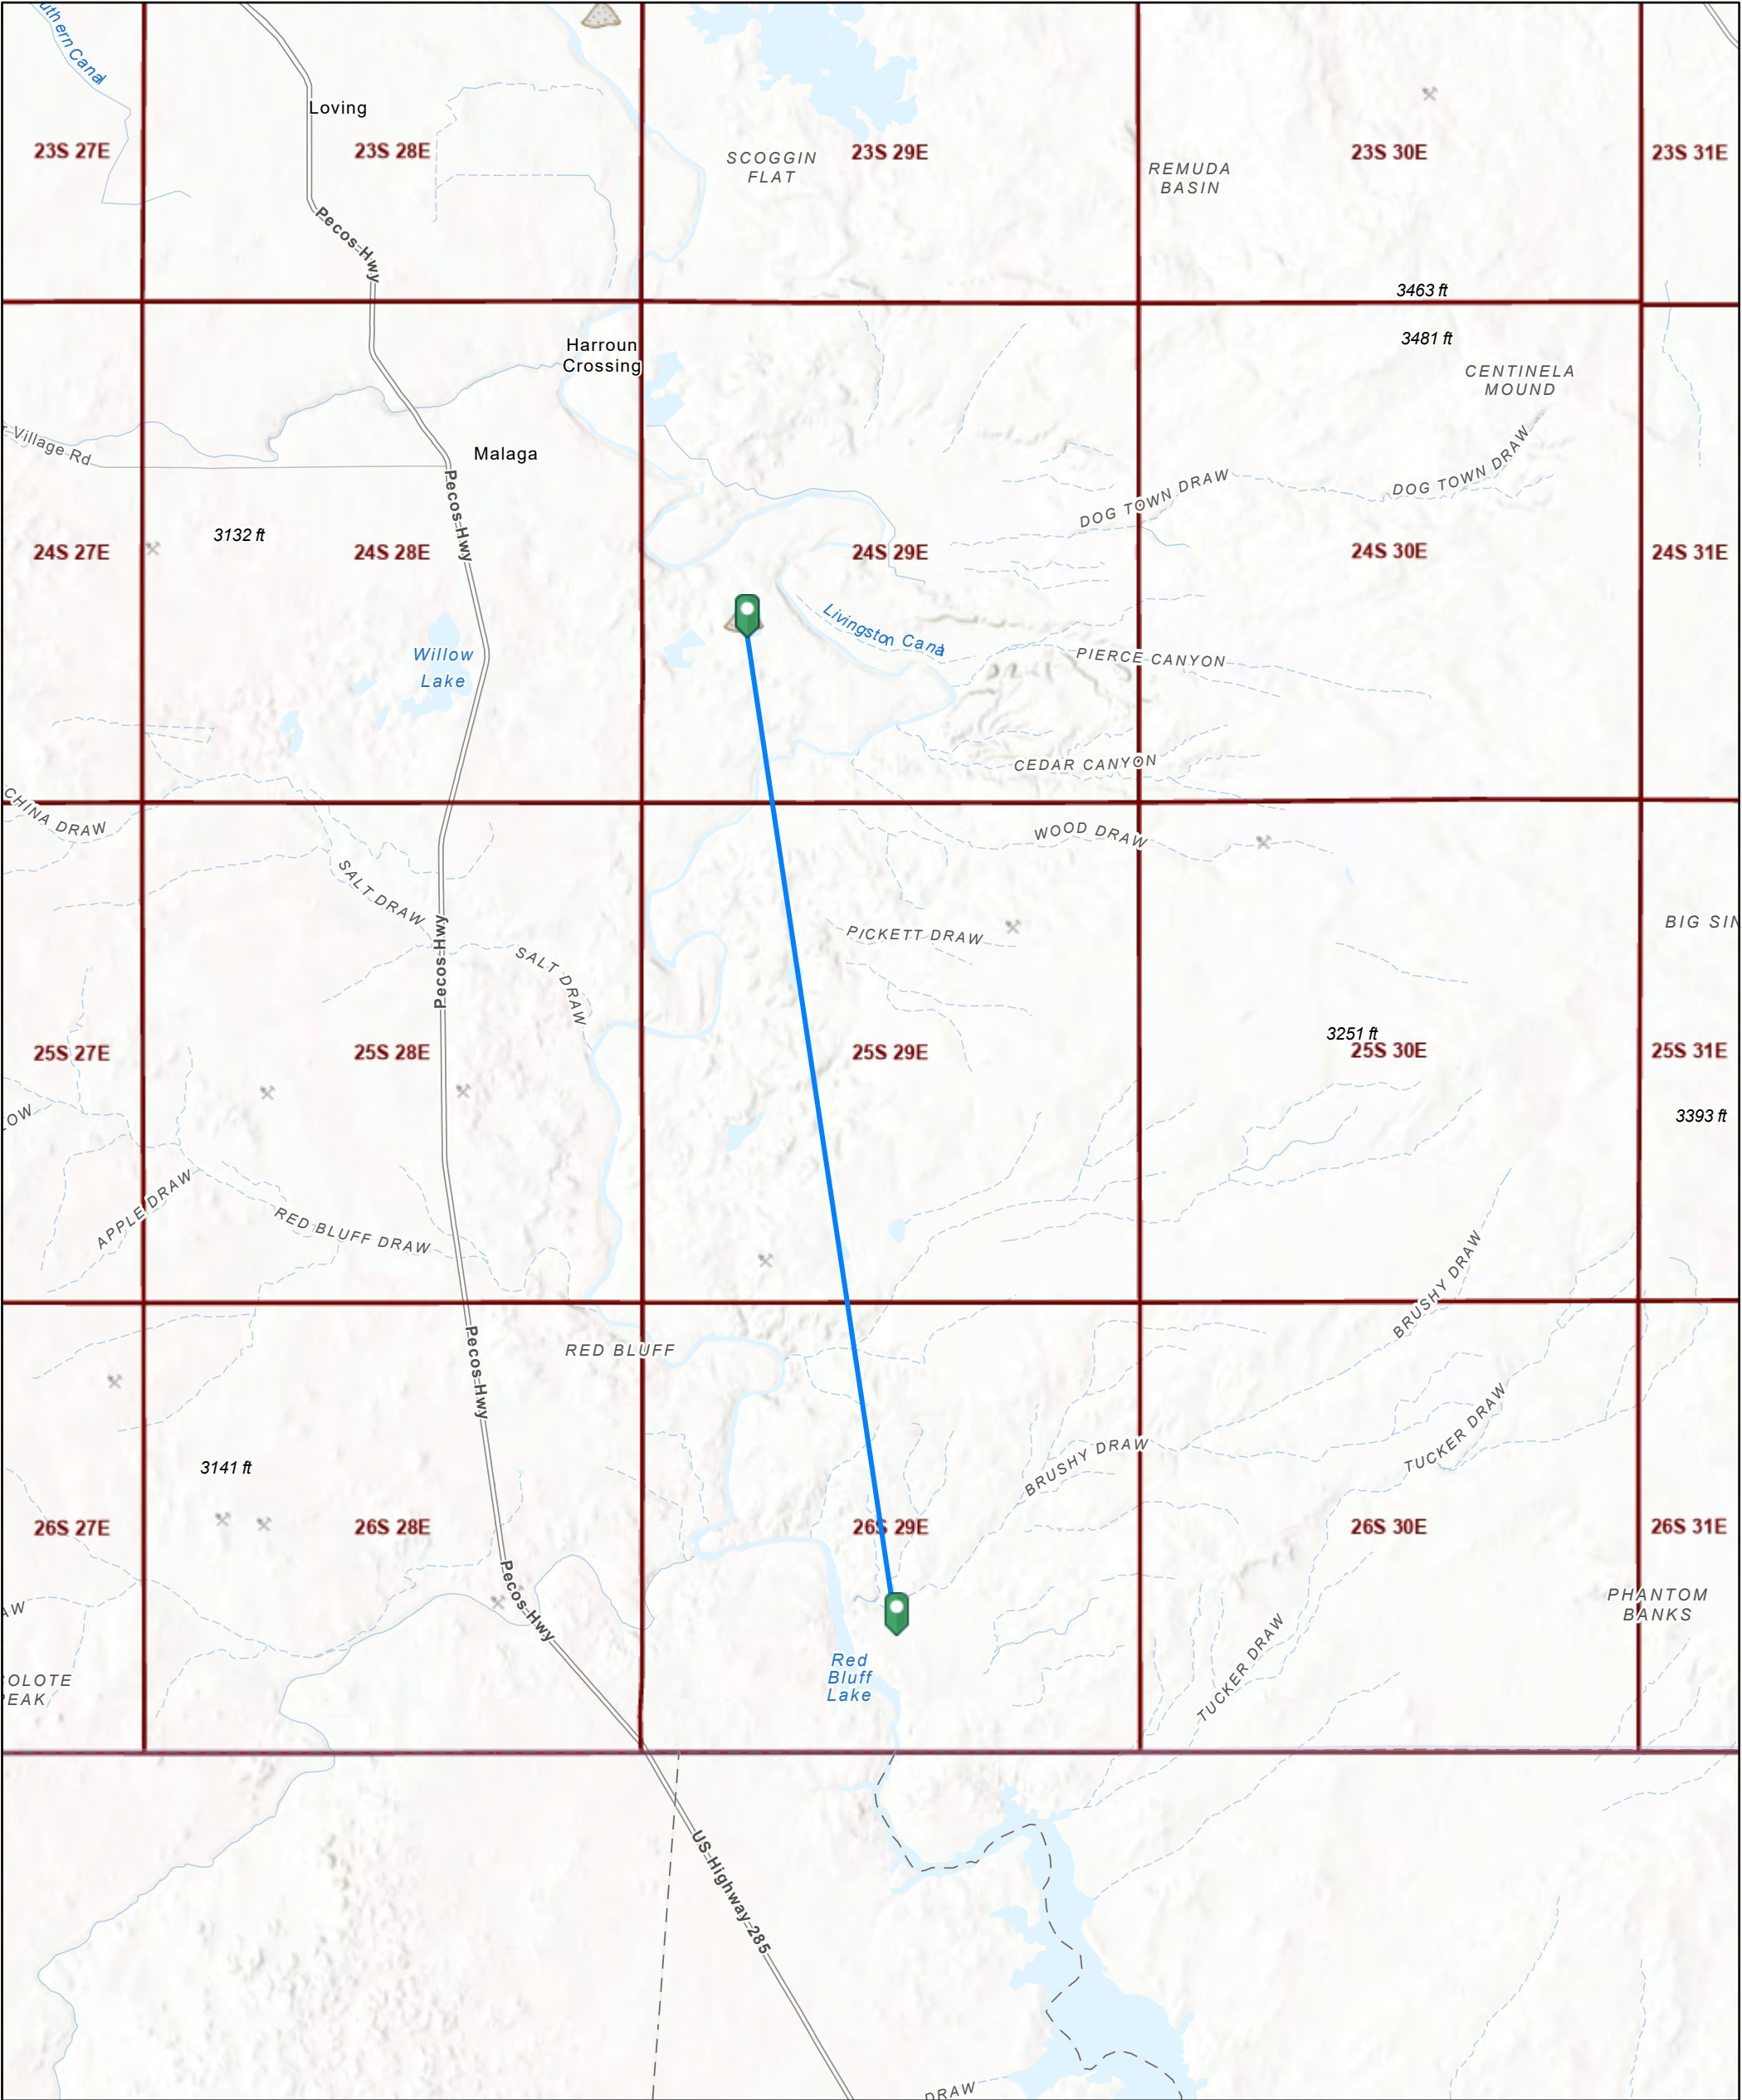 uthern Canal
Loving
23S 27E
23S 28E
SCOGGIN
FLAT
23S 29E
REMUDA
BASIN
23S 30E
23S 31E
Pecos Hwy
3463 ft
Harroun
Crossing
3481 ft
CENTINELA
MOUND
r Village Rd
Malaga
Pecos Hwy
DOG TOWN DRAW
DOG TOWN DRAW
3132 ft
24S 27E
24S 28E
24S 29E
24S 30E
24S 31E
Livingston Canal
Willow
Lake
PIERCE CANYON
CEDAR CANYON
CHINA DRAW
WOOD DRAW
SALT DRAW
PICKETT DRAW
BIG SIN
Pecos Hwy
SALT DRAW
3251 ft
25S 27E
25S 28E
25S 29E
25S 30E
25S 31E
OW
3393 ft
APPLE DRAW
RED BLUFF DRAW
BRUSHY DRAW
RED BLUFF
Pecos Hwy
BRUSHY DRAW
TUCKER DRAW
3141 ft
26S 27E
26S 28E
26S 29E
26S 30E
26S 31E
Pecos Hwy
AW
PHANTOM
BANKS
Red
Bluff
Lake
TUCKER DRAW
OLOTE
EAK
US Highway 285
DRAW